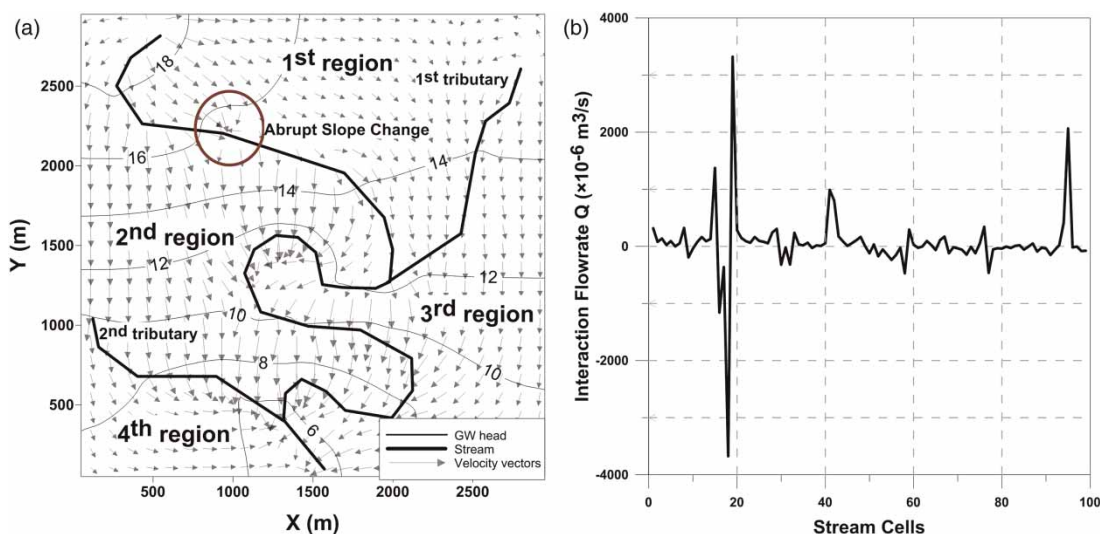 (a)
1st region
1st tributary
Abrupt Slope Change
2nd region
3rd region
2nd tributary
4th region
18
16
14
14
12
12
10
10
8
6
GW head
Stream
Velocity vectors
2500
2000
1500
1000
500
Y (m)
500
1000
1500
2000
2500
X (m)
(b)
4000
2000
0
-2000
-4000
Interaction Flowrate Q (×10-6 m3/s)
0
20
40
60
80
100
Stream Cells